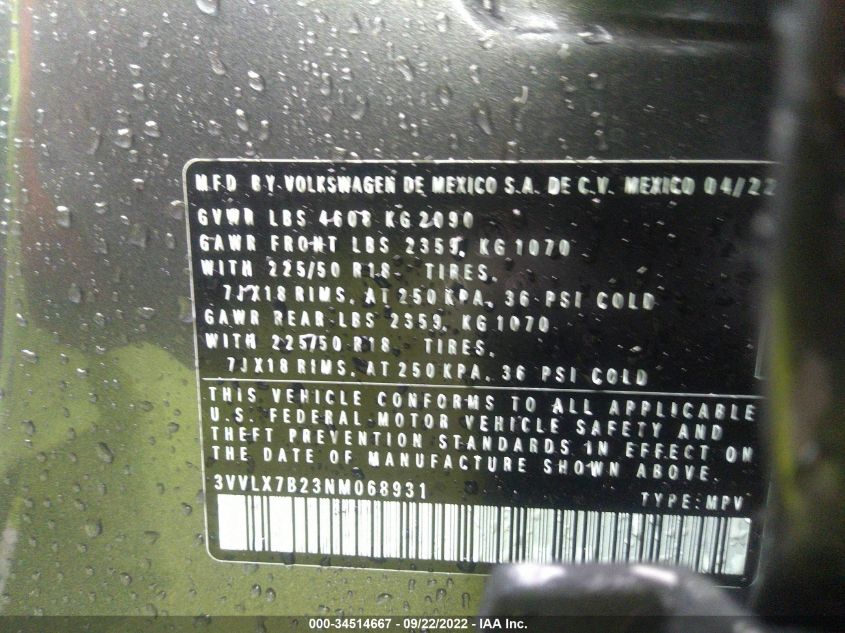 M.F.D BY. VOLKSWAGEN DE MEXICO S.A. DE C.V. MEXICO 04/22
GVWR LBS 4608 KG 2090
GAWR FRONT LBS 2359, KG 1070
WITH 225/50 R18 TIRES,
7JX18 RIMS, AT 250 KPA, 36 PSI COLD
GAWR REAR LBS 2359, KG 1070
WITH 225/50 R18 TIRES,
7JX18 RIMS, AT 250 KPA, 36 PSI COLD
THIS VEHICLE CONFORMS TO ALL APPLICABLE
U.S. FEDERAL MOTOR VEHICLE SAFETY AND
THEFT PREVENTION STANDARDS IN EFFECT ON
THE DATE OF MANUFACTURE SHOWN ABOVE.
3VVLX7B23NM068931 TYPE: MPV
000-34514667 - 09/22/2022 - IAA Inc.